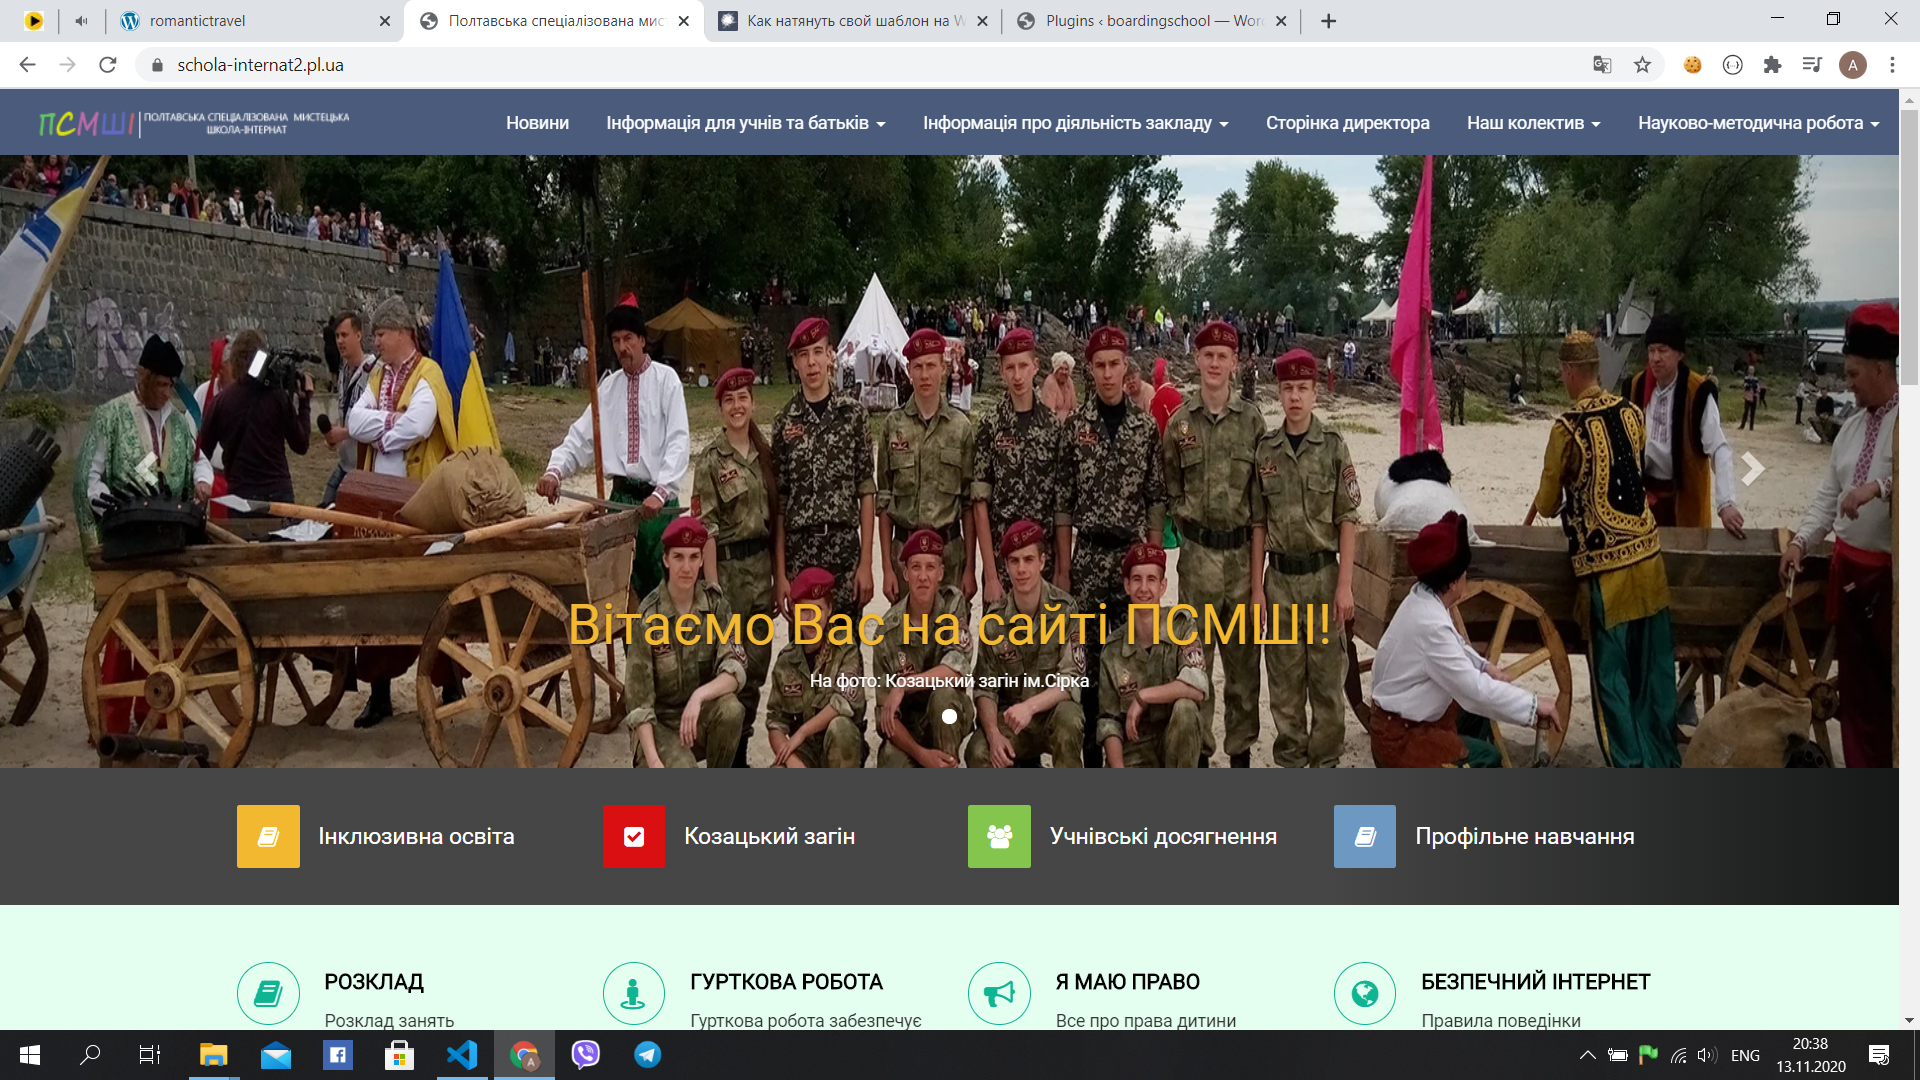 romantictravel
Полтавська спеціалізована мис
Как натянуть свой шаблон на W
Plugins ‹ boardingschool — Wor
schola-internat2.pl.ua
A
ПСМШІ
ПОЛТАВСЬКА СПЕЦІАЛІЗОВАНА МИСТЕЦЬКА
ШКОЛА-ІНТЕРНАТ
Новини
Інформація для учнів та батьків
Інформація про діяльність закладу
Сторінка директора
Наш колектив
Науково-методична робота
Вітаємо Вас на сайті ПСМШІ!
На фото: Козацький загін ім.Сірка
Інклюзивна освіта
Козацький загін
Учнівські досягнення
Профільне навчання
РОЗКЛАД
Розклад занять
ГУРТКОВА РОБОТА
Гурткова робота забезпечує
Я МАЮ ПРАВО
Все про права дитини
БЕЗПЕЧНИЙ ІНТЕРНЕТ
Правила поведінки
ENG
20:38
13.11.2020